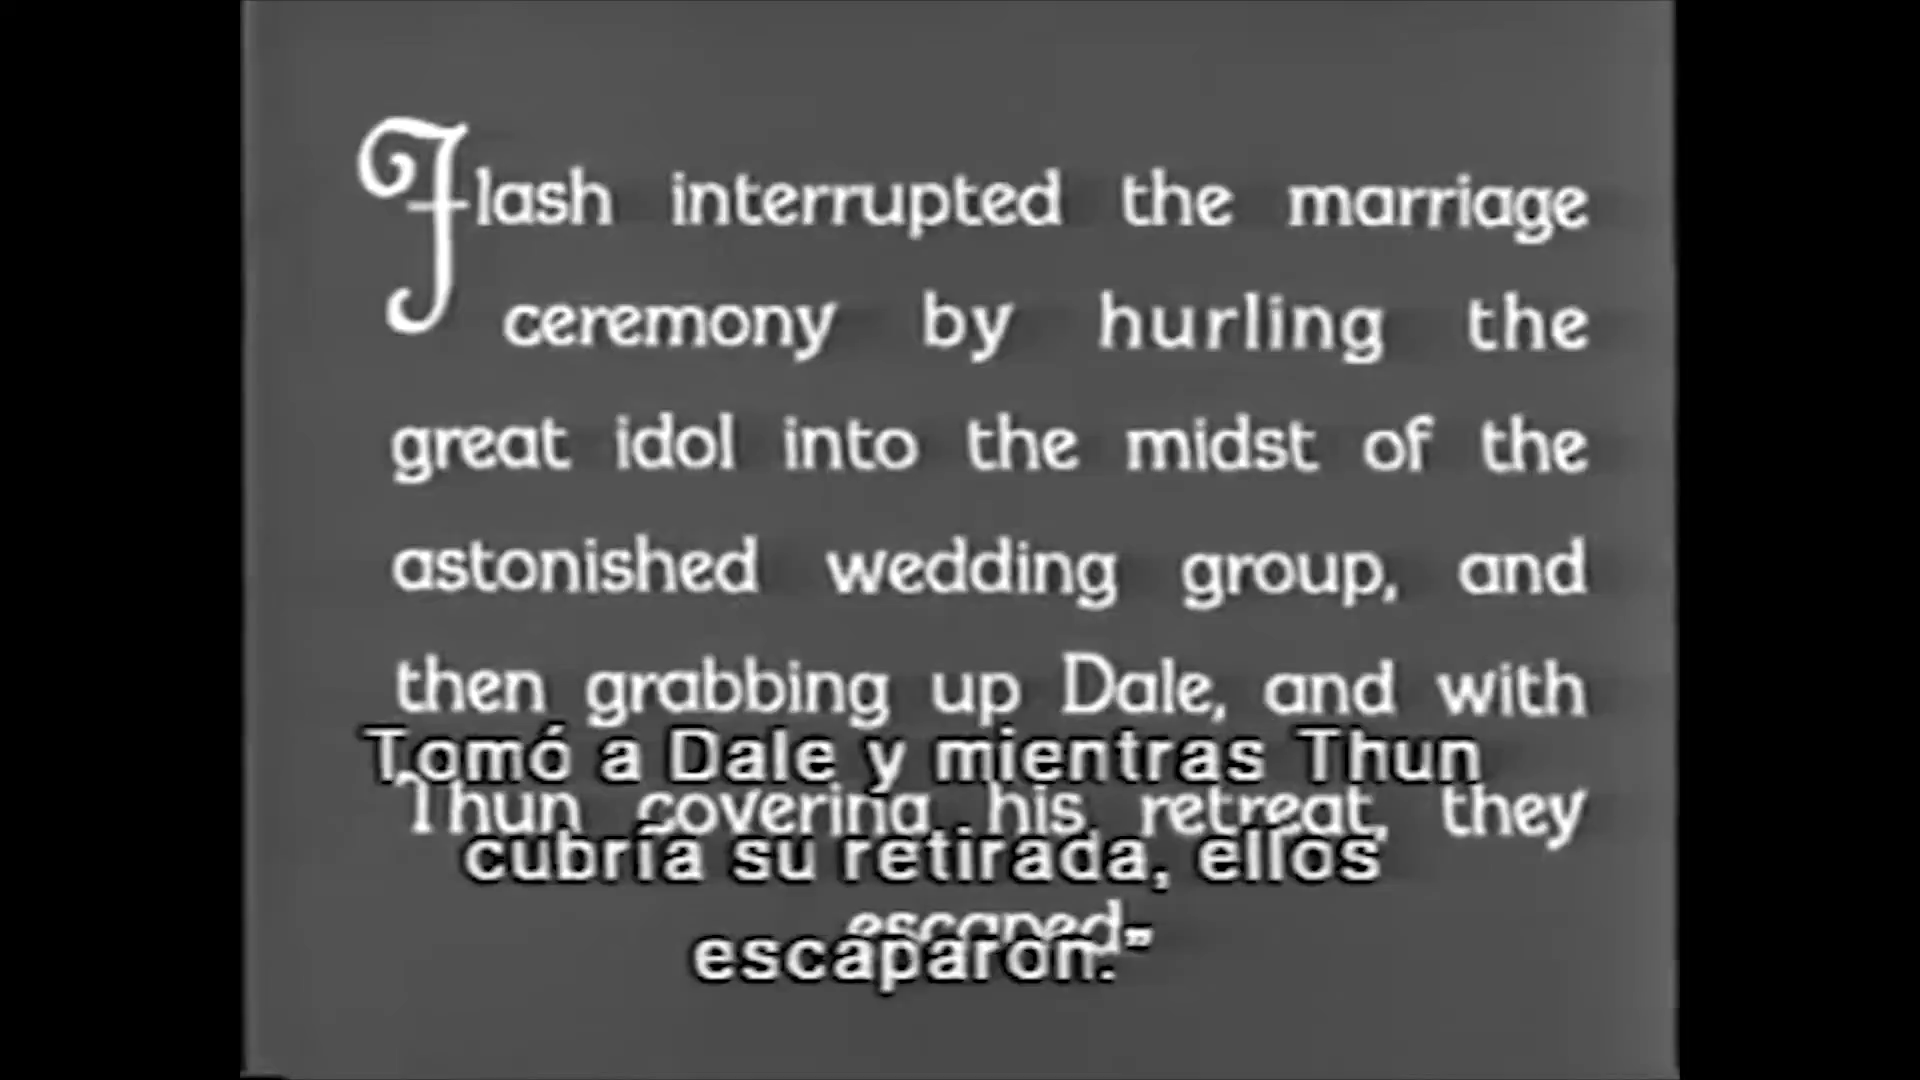 Flash interrupted the marriage
ceremony by hurling the
great idol into the midst of the
astonished wedding group, and
then grabbing up Dale, and with
Thun covering his retreat, they
escaped-
Tomó a Dale y mientras Thun
cubría su retirada, ellos
escaparon."